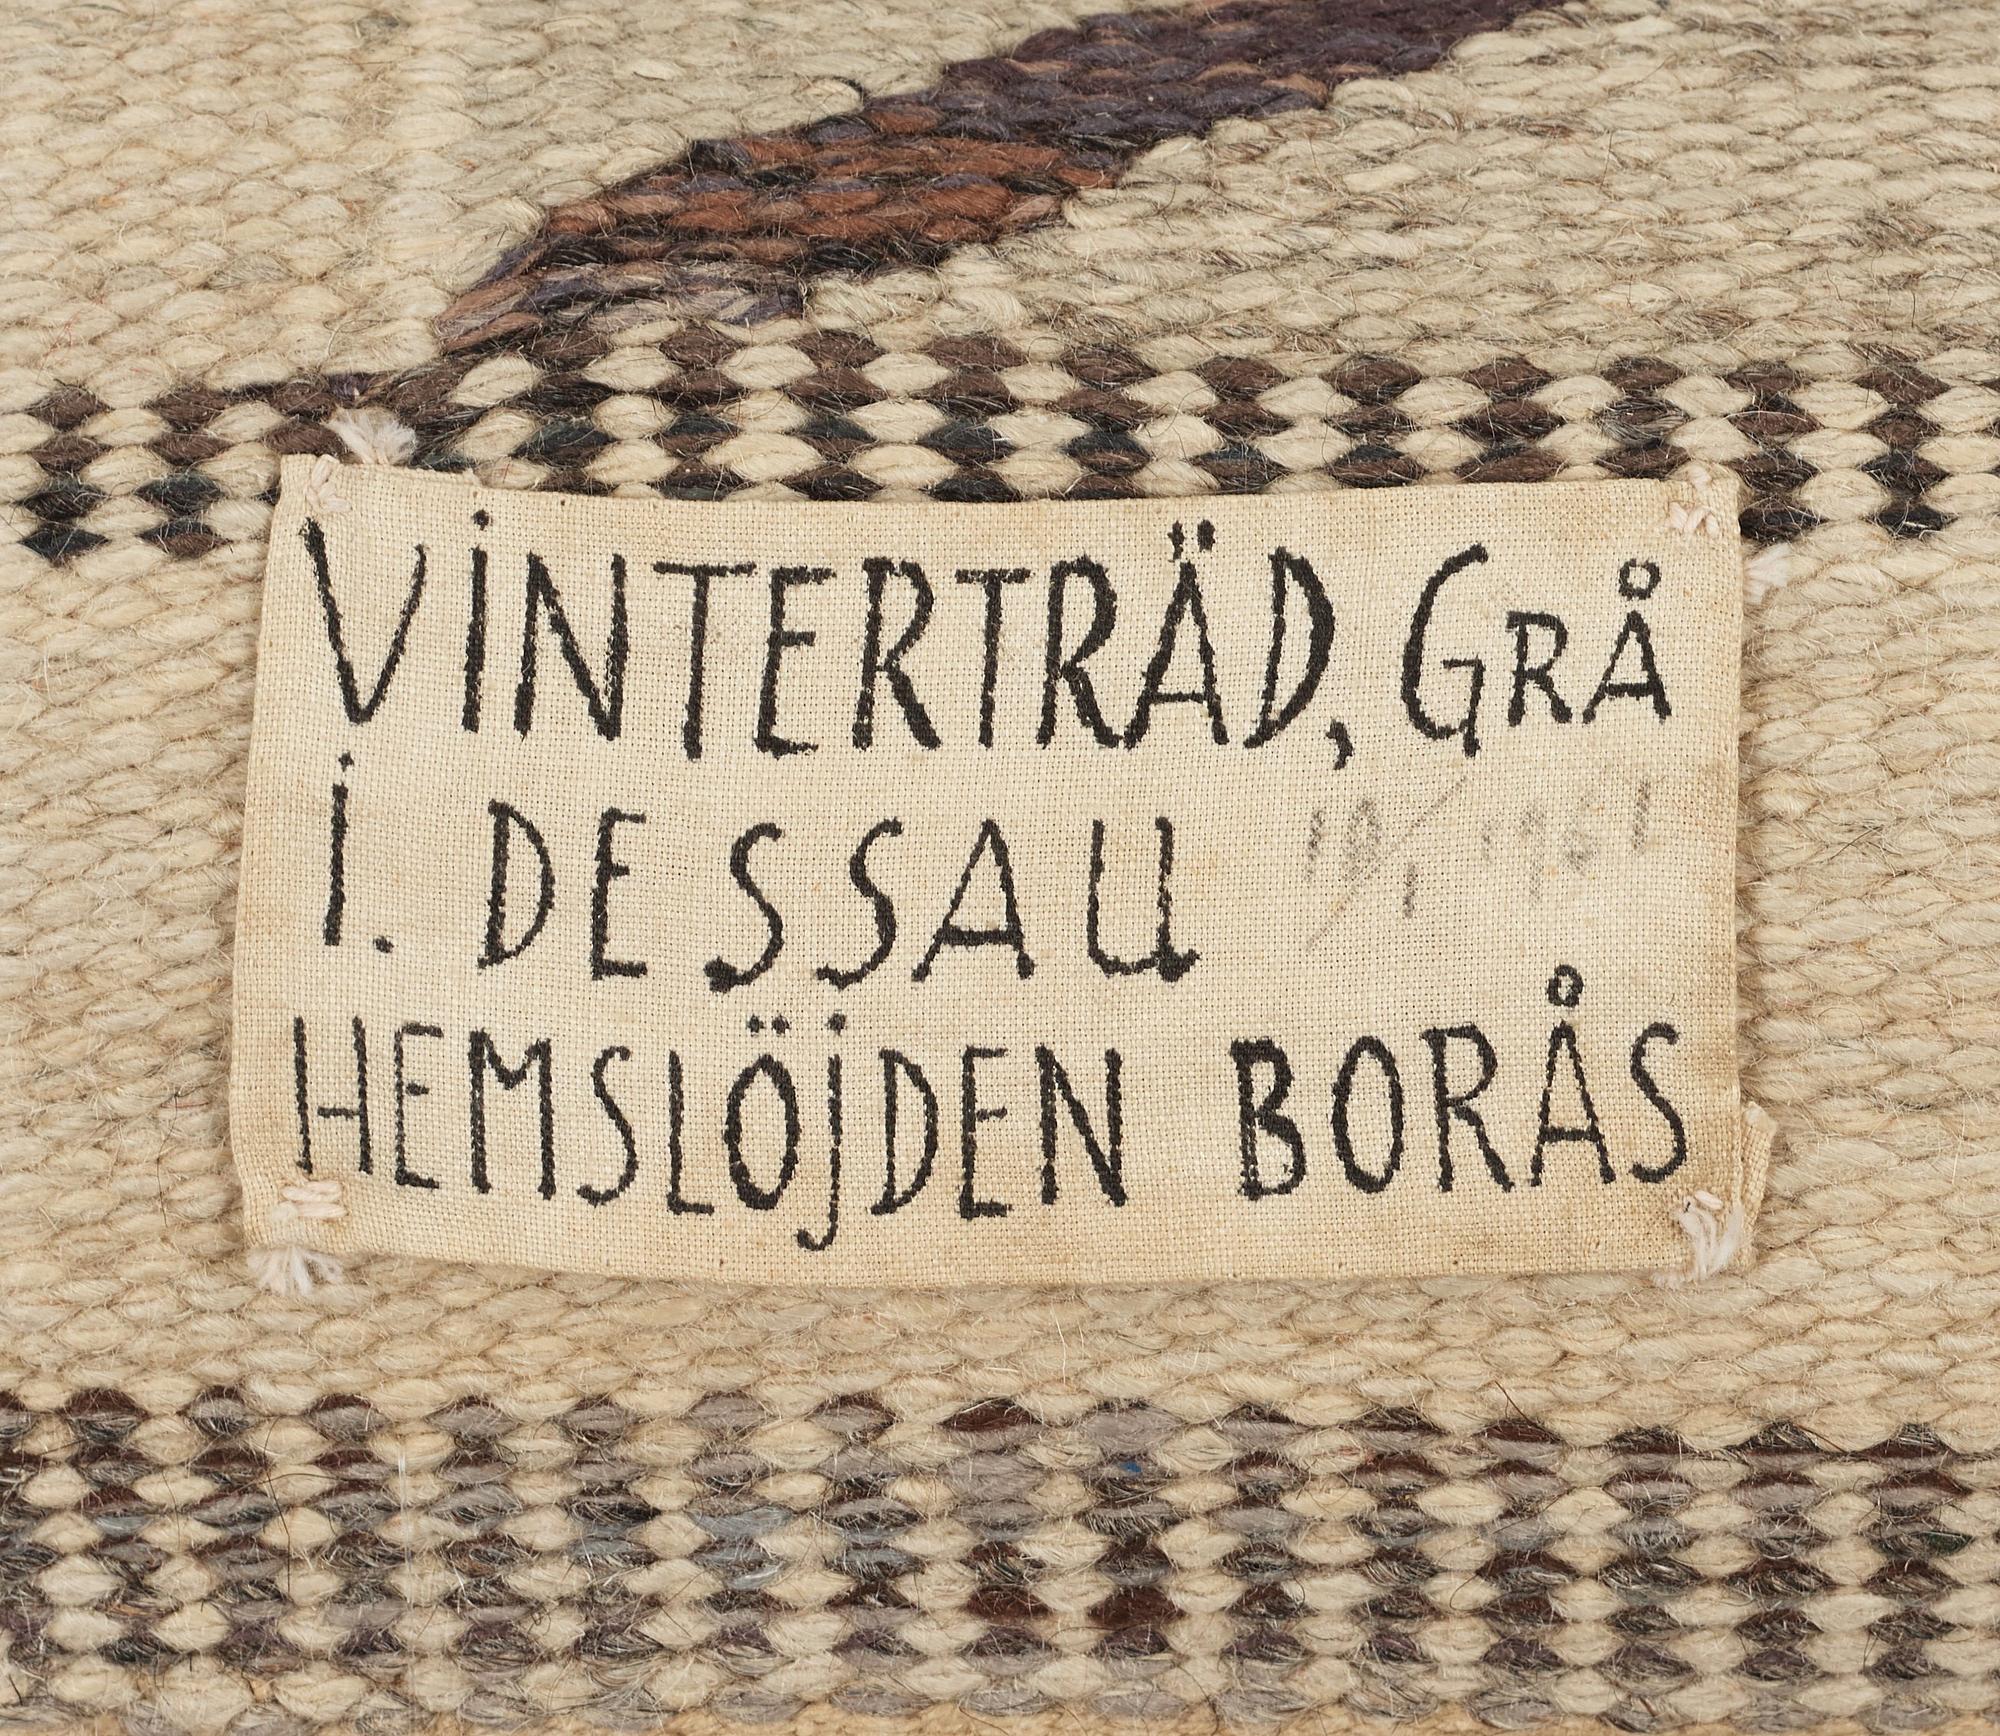 VINTERTRÄD, GRÅ
I. DESSAU
HEMSLÖJDEN BORÅS